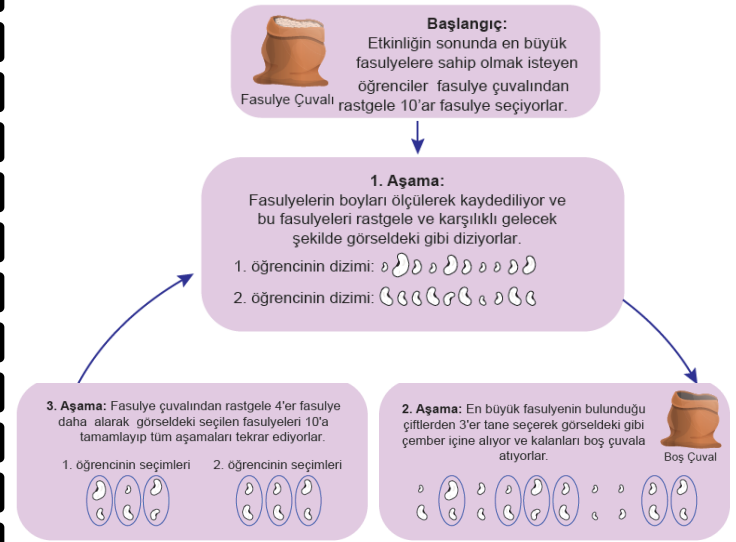 Başlangıç:
Etkinliğin sonunda en büyük
fasulyelere sahip olmak isteyen
öğrenciler fasulye çuvalından
rastgele 10'ar fasulye seçiyorlar.
Fasulye Çuvalı
1. Aşama:
Fasulyelerin boyları ölçülerek kaydediliyor ve
bu fasulyeleri rastgele ve karşılıklı gelecek
şekilde görseldeki gibi diziyorlar.
1. öğrencinin dizimi:
2. öğrencinin dizimi:
2. Aşama: En büyük fasulyenin bulunduğu
çiftlerden 3'er tane seçerek görseldeki gibi
çember içine alıyor ve kalanları boş çuvala
atıyorlar.
Boş Çuval
3. Aşama: Fasulye çuvalından rastgele 4'er fasulye
daha alarak görseldeki seçilen fasulyeleri 10'a
tamamlayıp tüm aşamaları tekrar ediyorlar.
1. öğrencinin seçimleri
2. öğrencinin seçimleri